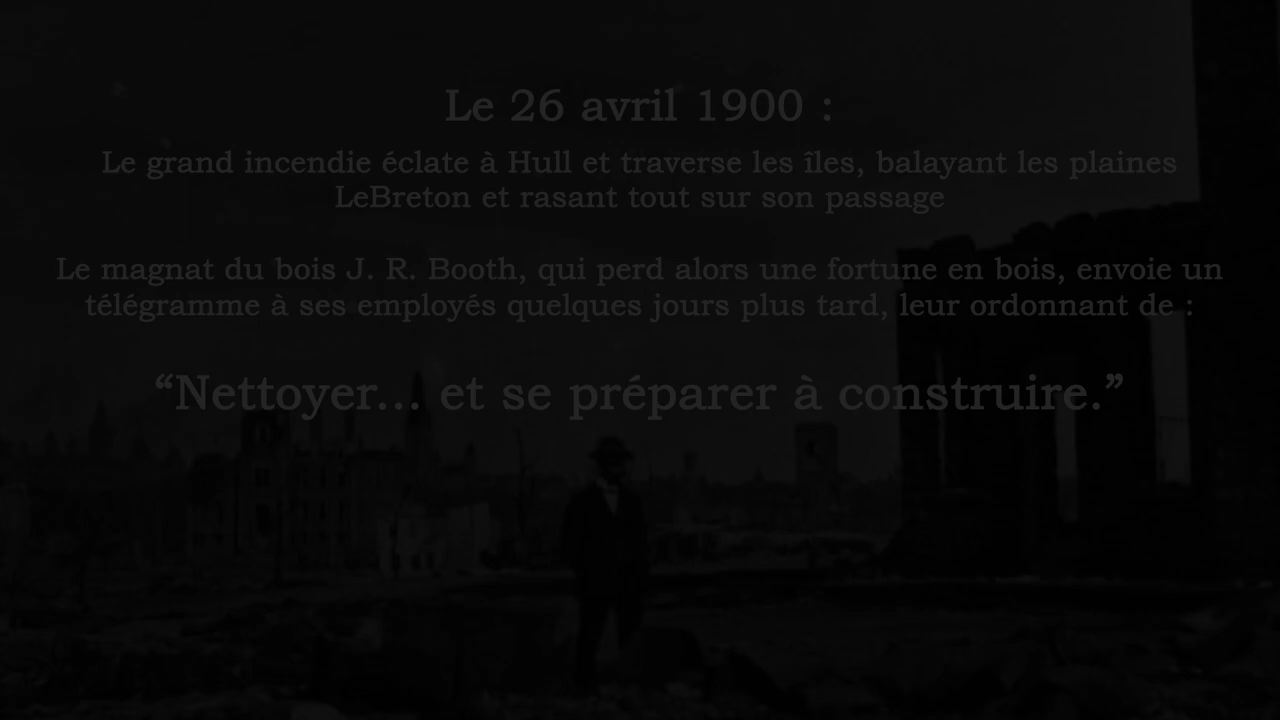 Le 26 avril 1900 :
Le grand incendie éclate à Hull et traverse les îles, balayant les plaines
LeBreton et rasant tout sur son passage
Le magnat du bois J. R. Booth, qui perd alors une fortune en bois, envoie un
télégramme à ses employés quelques jours plus tard, leur ordonnant de :
“Nettoyer... et se préparer à construire.”